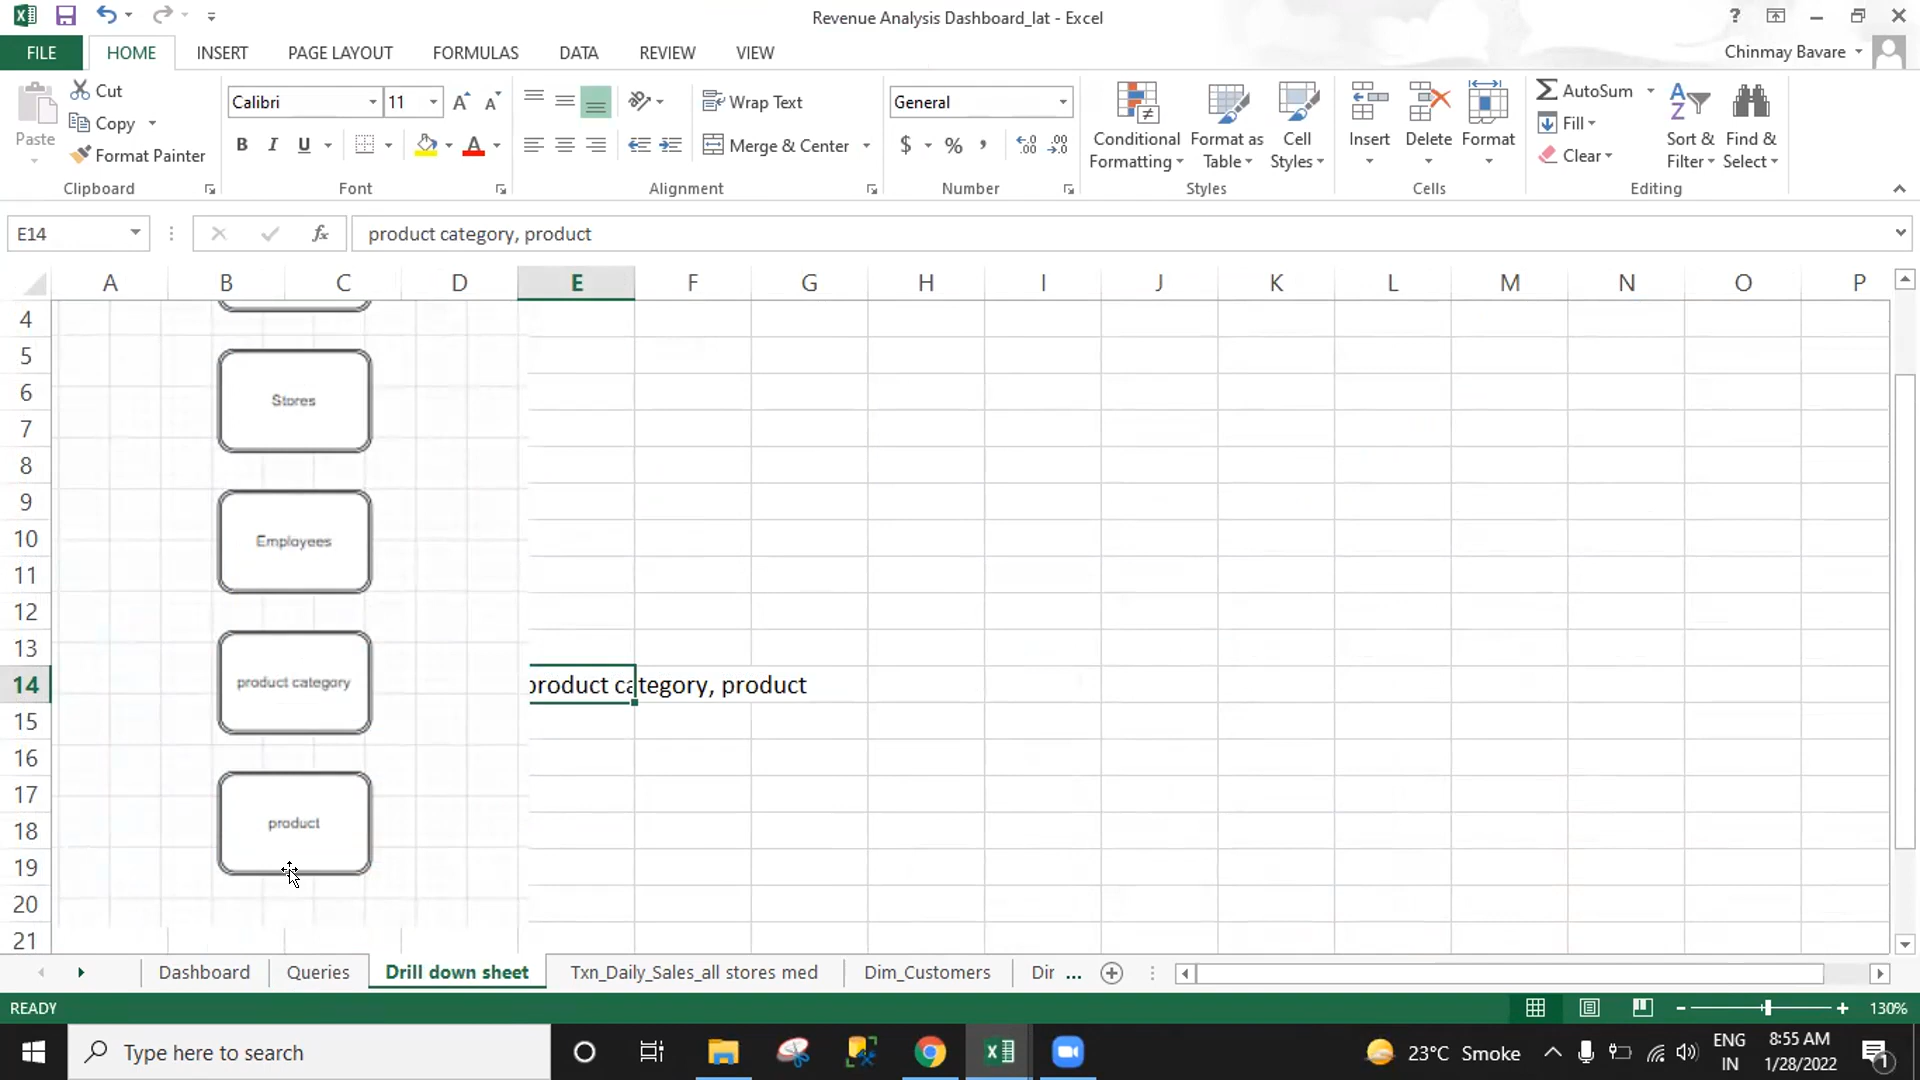 Revenue Analysis Dashboard_lat - Excel
?
FILE HOME INSERT PAGE LAYOUT FORMULAS DATA REVIEW VIEW
Chinmay Bavare
Paste
Cut
Copy
Format Painter
Clipboard
Calibri 11
B I U
Font
Wrap Text
Merge & Center
Alignment
General
$ % ,
Number
Conditional Formatting
Format as Table
Cell Styles
Styles
Insert
Delete
Format
Cells
AutoSum
Fill
Clear
Sort & Filter
Find & Select
Editing
E14 fx product category, product
A B C D E F G H I J K L M N O P
4
5
6 Stores
7
8
9
10 Employees
11
12
13
14 product category product category, product
15
16
17
18 product
19
20
21
Dashboard Queries Drill down sheet Txn_Daily_Sales_all stores med Dim_Customers Dir ...
READY 130%
Type here to search
23°C Smoke
ENG
IN
8:55 AM
1/28/2022
1